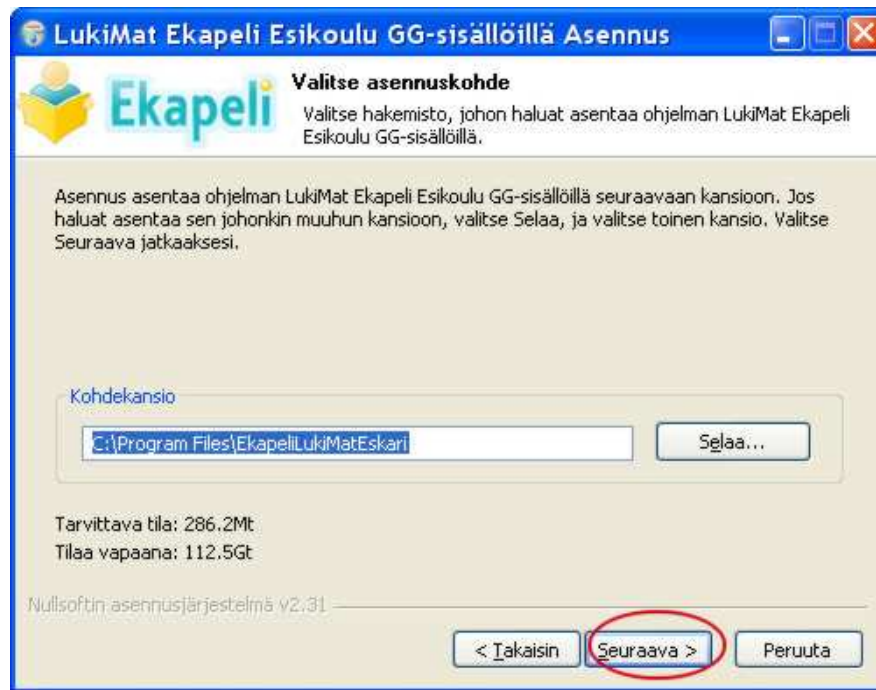 LukiMat Ekapeli Esikoulu GG-sisällöillä Asennus
Ekapeli
Valitse asennuskohde
Valitse hakemisto, johon haluat asentaa ohjelman LukiMat Ekapeli
Esikoulu GG-sisällöillä.
Asennus asentaa ohjelman LukiMat Ekapeli Esikoulu GG-sisällöillä seuraavaan kansioon. Jos
haluat asentaa sen johonkin muuhun kansioon, valitse Selaa, ja valitse toinen kansio. Valitse
Seuraava jatkaaksesi.
Kohdekansio
C:\Program Files\EkapeliLukiMatEskari
Selaa...
Tarvittava tila: 286.2Mt
Tilaa vapaana: 112.5Gt
Nullsoftin asennusjärjestelmä v2.31
< Takaisin
Seuraava >
Peruuta